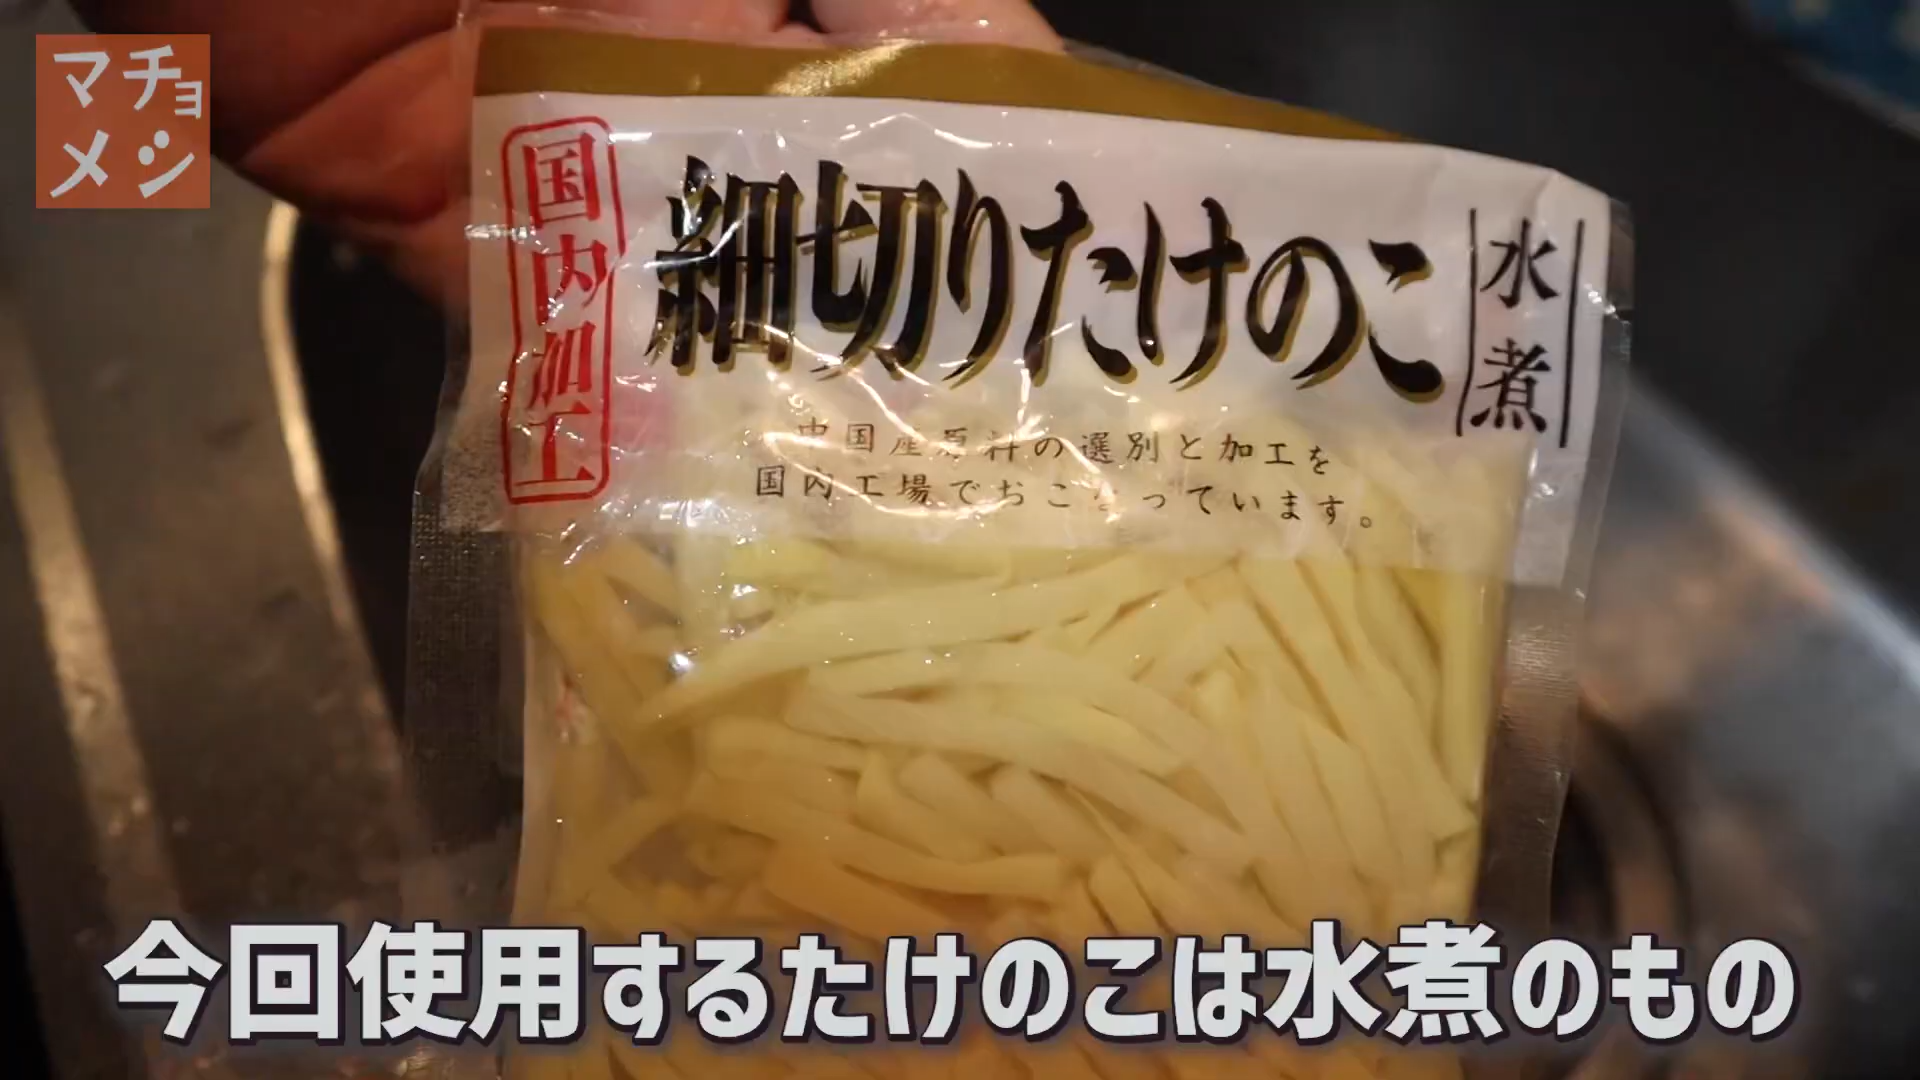 マチョ
メシ
国内加工
細切りたけのこ
水煮
中国産原料の選別と加工を
国内工場でおこなっています。
今回使用するたけのこは水煮のもの